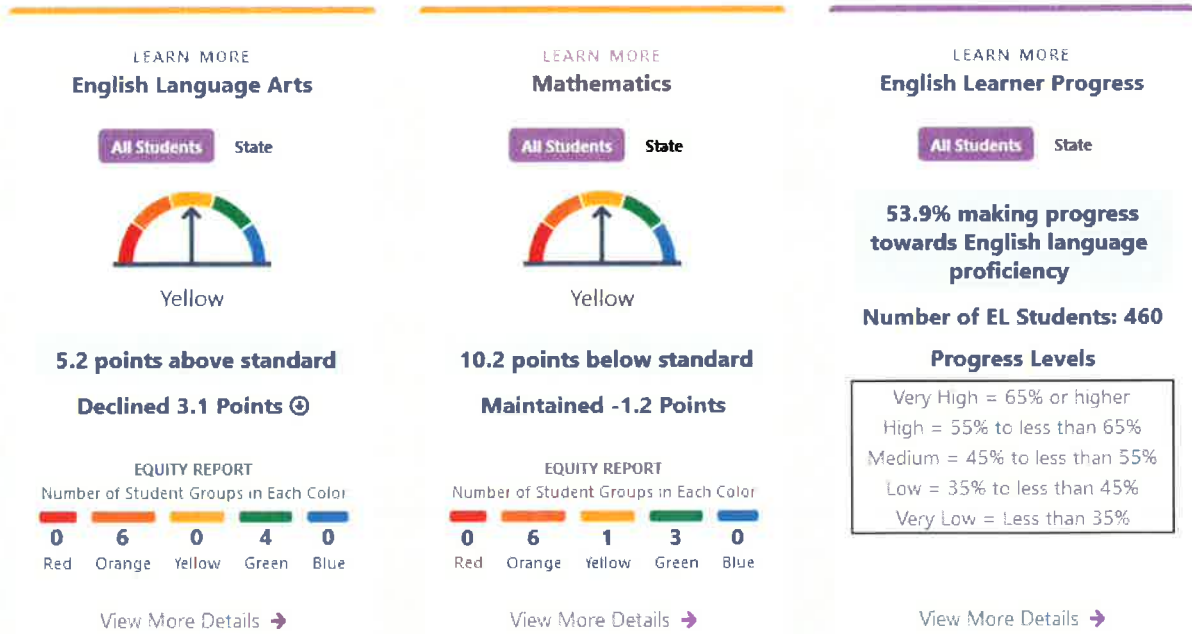 LEARN MORE
English Language Arts
All Students State
Yellow
5.2 points above standard
Declined 3.1 Points
EQUITY REPORT
Number of Student Groups in Each Color
0 6 0 4 0
Red Orange Yellow Green Blue
View More Details →
LEARN MORE
Mathematics
All Students State
Yellow
10.2 points below standard
Maintained -1.2 Points
EQUITY REPORT
Number of Student Groups in Each Color
0 6 1 3 0
Red Orange Yellow Green Blue
View More Details →
LEARN MORE
English Learner Progress
All Students State
53.9% making progress
towards English language
proficiency
Number of EL Students: 460
Progress Levels
Very High = 65% or higher
High = 55% to less than 65%
Medium = 45% to less than 55%
Low = 35% to less than 45%
Very Low = Less than 35%
View More Details →